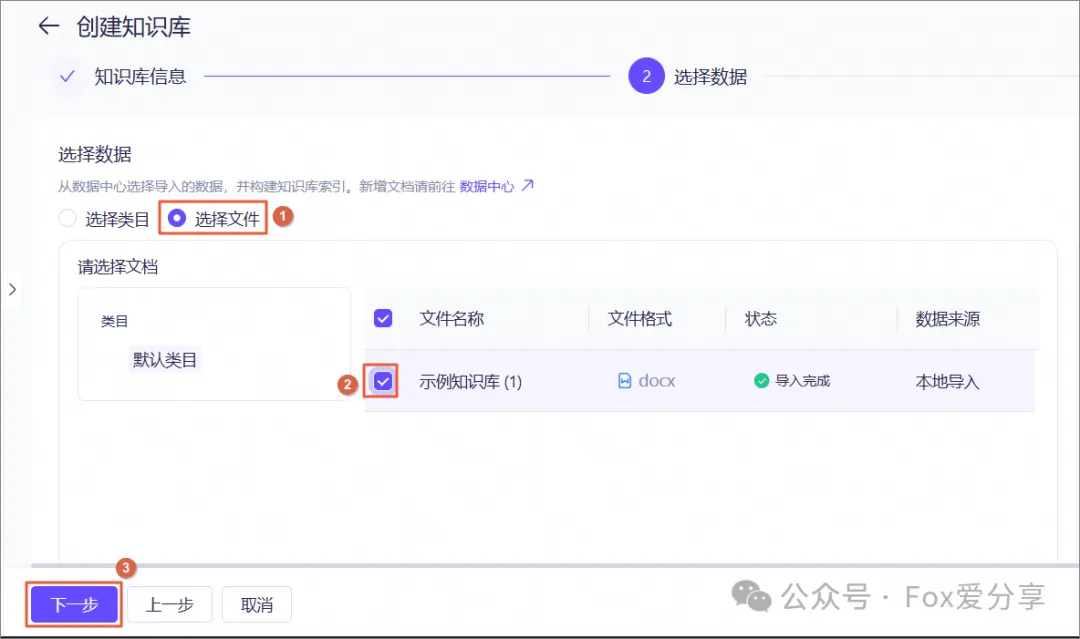 创建知识库
知识库信息
2 选择数据
选择数据
从数据中心选择导入的数据，并构建知识库索引。新增文档请前往 数据中心
选择类目 选择文件 1
请选择文档
类目
默认类目
文件名称 文件格式 状态 数据来源
2 示例知识库 (1) docx 导入完成 本地导入
3
下一步 上一步 取消
公众号 · Fox爱分享